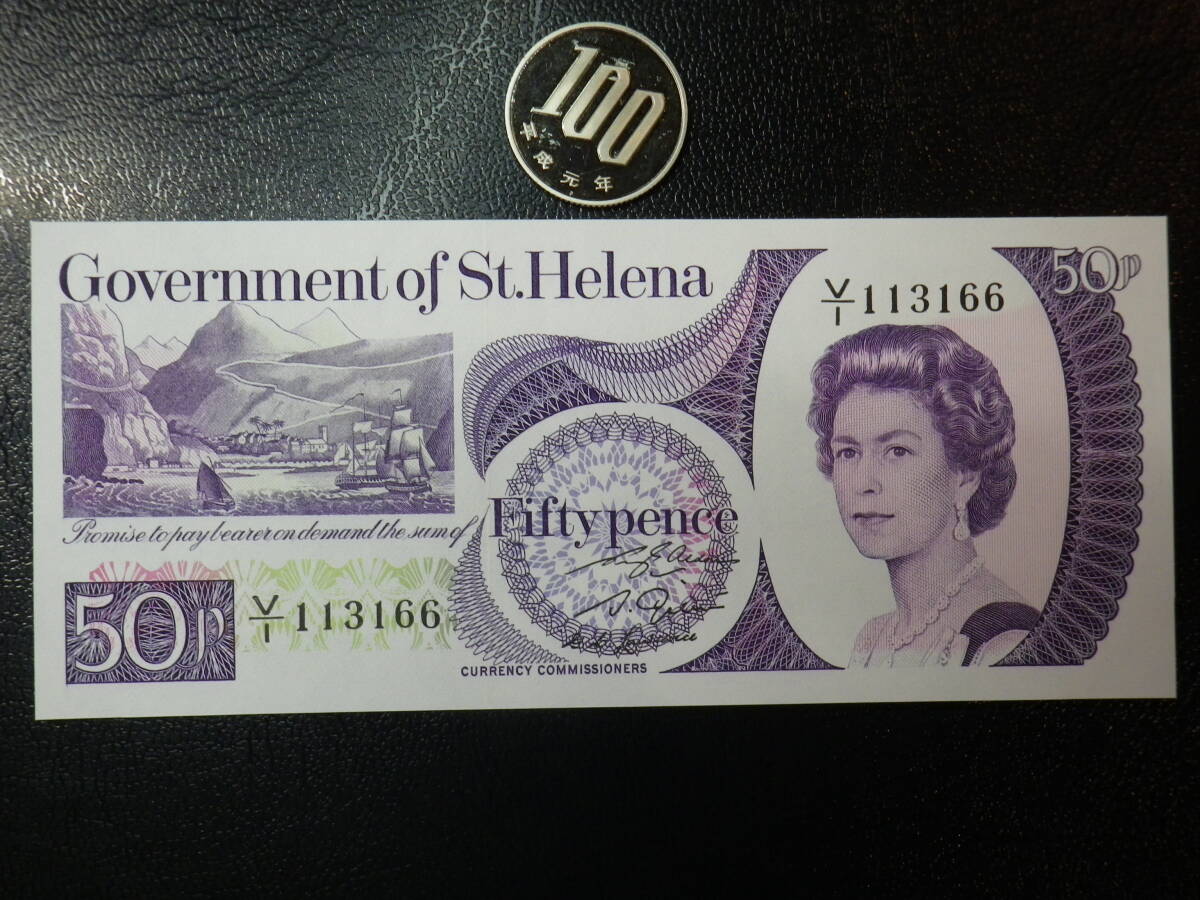 100
平成元年
Government of St. Helena
50p
V/1 113166
Promise to pay bearer on demand the sum of
Fifty pence
50p
V/1 113166
CURRENCY COMMISSIONERS